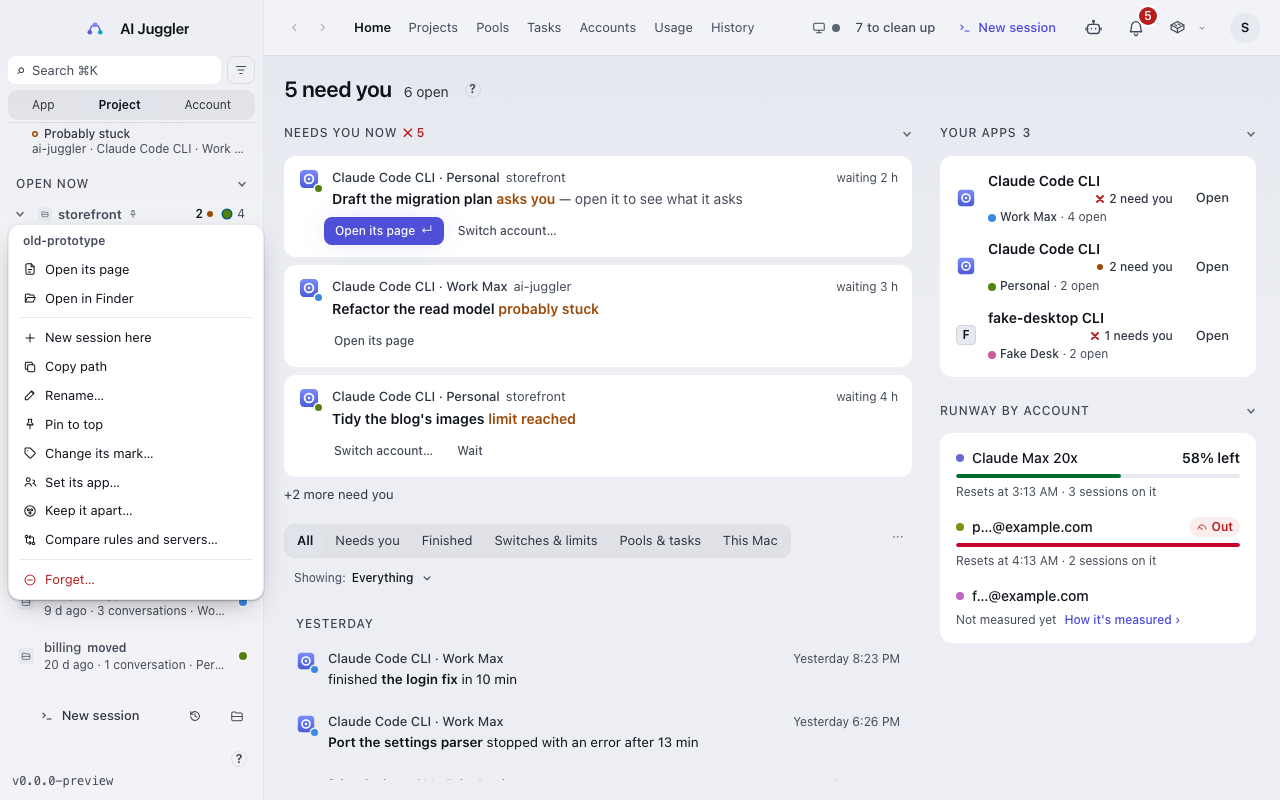 AI Juggler
Search ⌘K
App Project Account
Probably stuck
ai-juggler · Claude Code CLI · Work ...
OPEN NOW
storefront 2 4
old-prototype
Open its page
Open in Finder
New session here
Copy path
Rename...
Pin to top
Change its mark...
Set its app...
Keep it apart...
Compare rules and servers...
Forget...
9 d ago · 3 conversations · Wo...
billing moved
20 d ago · 1 conversation · Per...
New session
?
v0.0.0-preview
Home Projects Pools Tasks Accounts Usage History
7 to clean up
New session
5
S
5 need you 6 open ?
NEEDS YOU NOW 5
Claude Code CLI · Personal storefront waiting 2 h
Draft the migration plan asks you — open it to see what it asks
Open its page ↵ Switch account...
Claude Code CLI · Work Max ai-juggler waiting 3 h
Refactor the read model probably stuck
Open its page
Claude Code CLI · Personal storefront waiting 4 h
Tidy the blog's images limit reached
Switch account... Wait
+2 more need you
All Needs you Finished Switches & limits Pools & tasks This Mac ...
Showing: Everything
YESTERDAY
Claude Code CLI · Work Max Yesterday 8:23 PM
finished the login fix in 10 min
Claude Code CLI · Work Max Yesterday 6:26 PM
Port the settings parser stopped with an error after 13 min
YOUR APPS 3
Claude Code CLI
2 need you Open
Work Max · 4 open
Claude Code CLI
2 need you Open
Personal · 2 open
F
fake-desktop CLI
1 needs you Open
Fake Desk · 2 open
RUNWAY BY ACCOUNT
Claude Max 20x 58% left
Resets at 3:13 AM · 3 sessions on it
p...@example.com Out
Resets at 4:13 AM · 2 sessions on it
f...@example.com
Not measured yet How it's measured ›